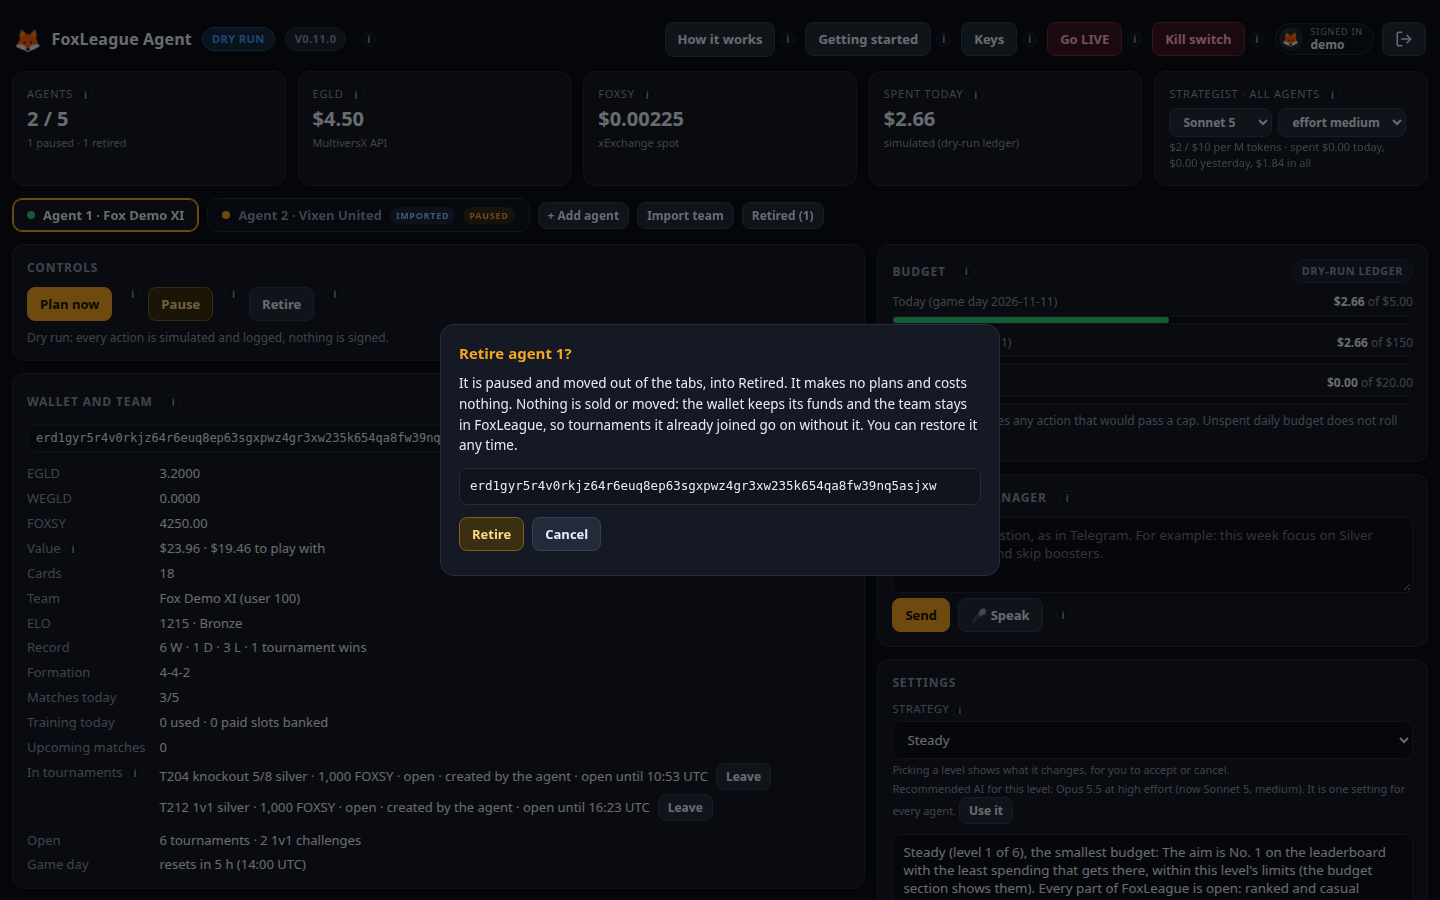 FoxLeague Agent
DRY RUN
V0.11.0
i
How it works
i
Getting started
i
Keys
i
Go LIVE
i
Kill switch
i
SIGNED IN
demo
AGENTS i
2 / 5
1 paused · 1 retired
EGLD i
$4.50
MultiversX API
FOXSY i
$0.00225
xExchange spot
SPENT TODAY i
$2.66
simulated (dry-run ledger)
STRATEGIST · ALL AGENTS i
Sonnet 5
effort medium
$2 / $10 per M tokens · spent $0.00 today,
$0.00 yesterday, $1.84 in all
Agent 1 · Fox Demo XI
Agent 2 · Vixen United IMPORTED PAUSED
+ Add agent
Import team
Retired (1)
CONTROLS
Plan now
i
Pause
i
Retire
i
Dry run: every action is simulated and logged, nothing is signed.
WALLET AND TEAM i
erd1gyr5r4v0rkjz64r6euq8ep63sgxpwz4gr3xw235k654qa8fw39nq
EGLD 3.2000
WEGLD 0.0000
FOXSY 4250.00
Value i $23.96 · $19.46 to play with
Cards 18
Team Fox Demo XI (user 100)
ELO 1215 · Bronze
Record 6 W · 1 D · 3 L · 1 tournament wins
Formation 4-4-2
Matches today 3/5
Training today 0 used · 0 paid slots banked
Upcoming matches 0
In tournaments i T204 knockout 5/8 silver · 1,000 FOXSY · open · created by the agent · open until 10:53 UTC Leave
T212 1v1 silver · 1,000 FOXSY · open · created by the agent · open until 16:23 UTC Leave
Open 6 tournaments · 2 1v1 challenges
Game day resets in 5 h (14:00 UTC)
Retire agent 1?
It is paused and moved out of the tabs, into Retired. It makes no plans and costs
nothing. Nothing is sold or moved: the wallet keeps its funds and the team stays
in FoxLeague, so tournaments it already joined go on without it. You can restore it
any time.
erd1gyr5r4v0rkjz64r6euq8ep63sgxpwz4gr3xw235k654qa8fw39nq5asjxw
Retire
Cancel
BUDGET i
DRY-RUN LEDGER
Today (game day 2026-11-11) $2.66 of $5.00
1) $2.66 of $150
$0.00 of $20.00
es any action that would pass a cap. Unspent daily budget does not roll
NAGER i
stion, as in Telegram. For example: this week focus on Silver
nd skip boosters.
Send
Speak
i
SETTINGS
STRATEGY i
Steady
Picking a level shows what it changes, for you to accept or cancel.
Recommended AI for this level: Opus 5.5 at high effort (now Sonnet 5, medium). It is one setting for
every agent. Use it
Steady (level 1 of 6), the smallest budget: The aim is No. 1 on the leaderboard
with the least spending that gets there, within this level's limits (the budget
section shows them). Every part of FoxLeague is open: ranked and casual